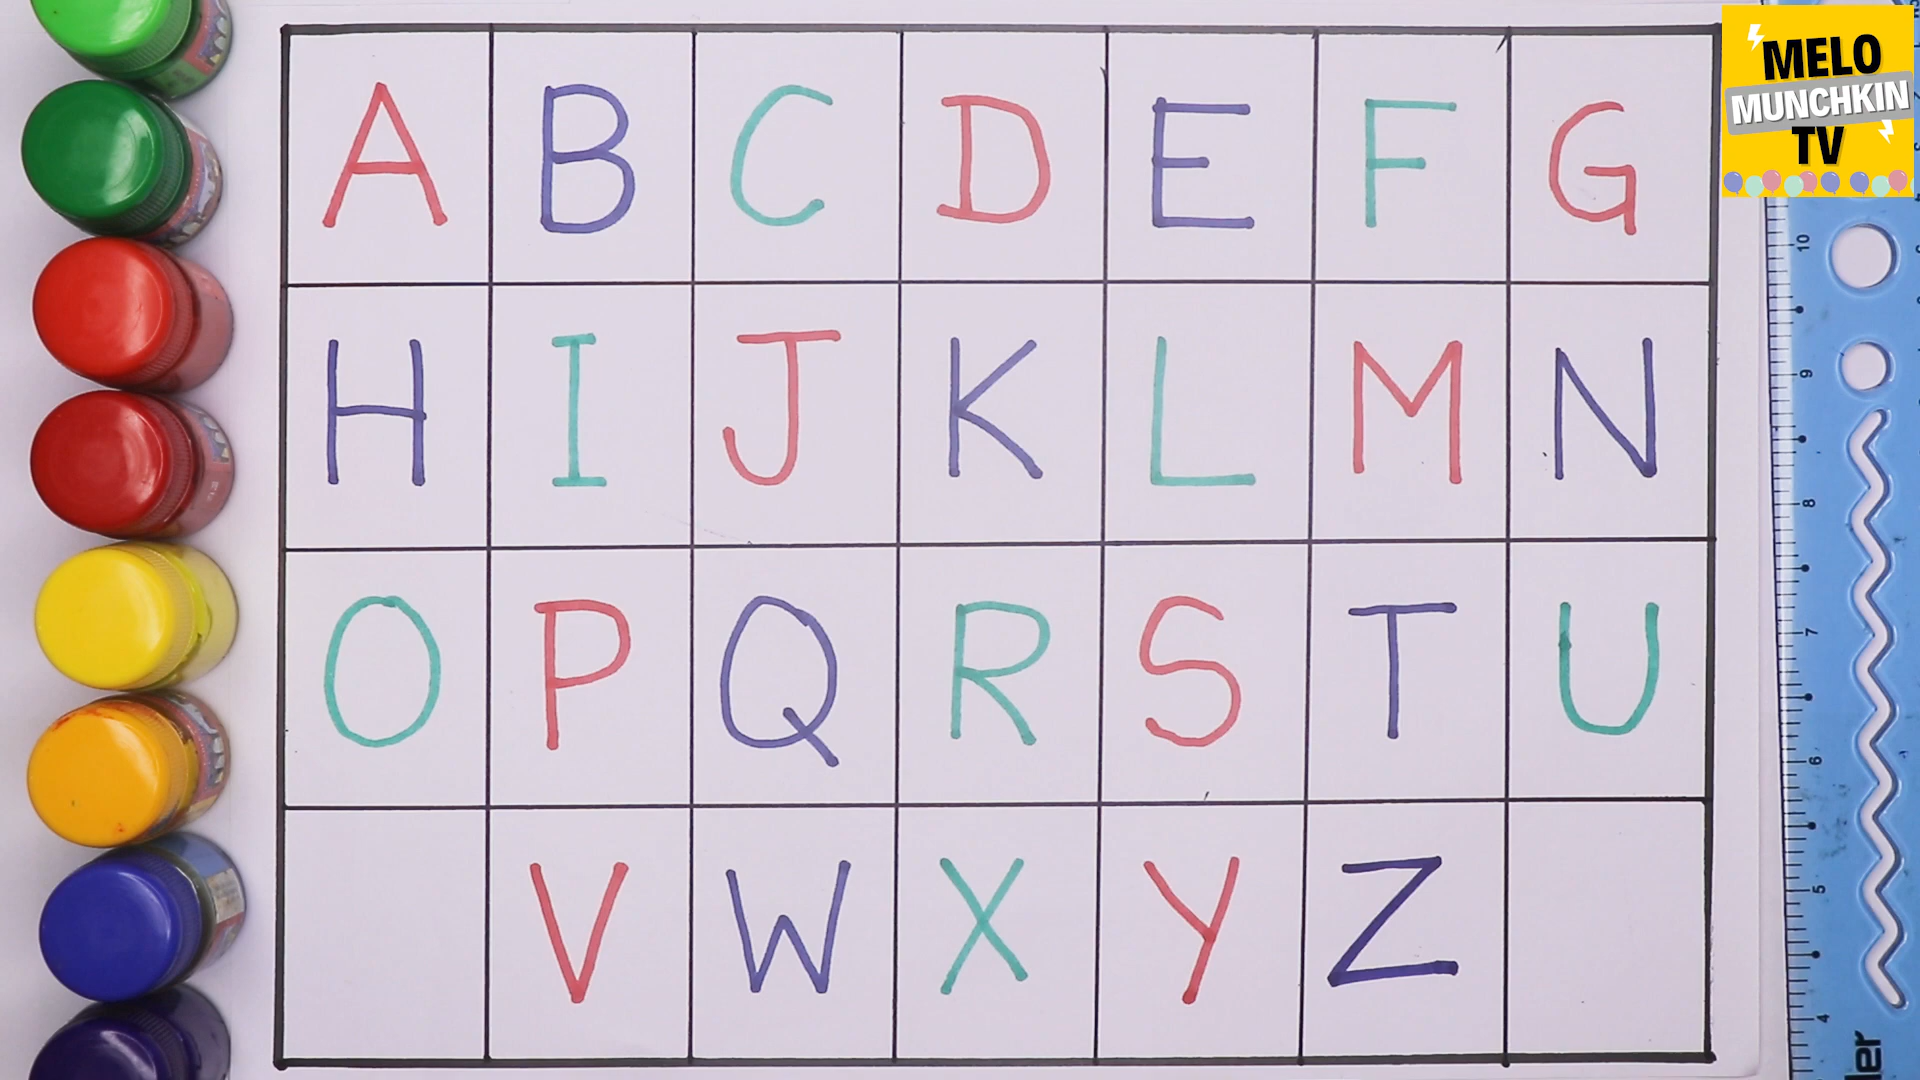 A B C D E F G
H I J K L M N
O P Q R S T U
V W X Y Z
MELO
MUNCHKIN
TV
10
9
8
7
6
5
4